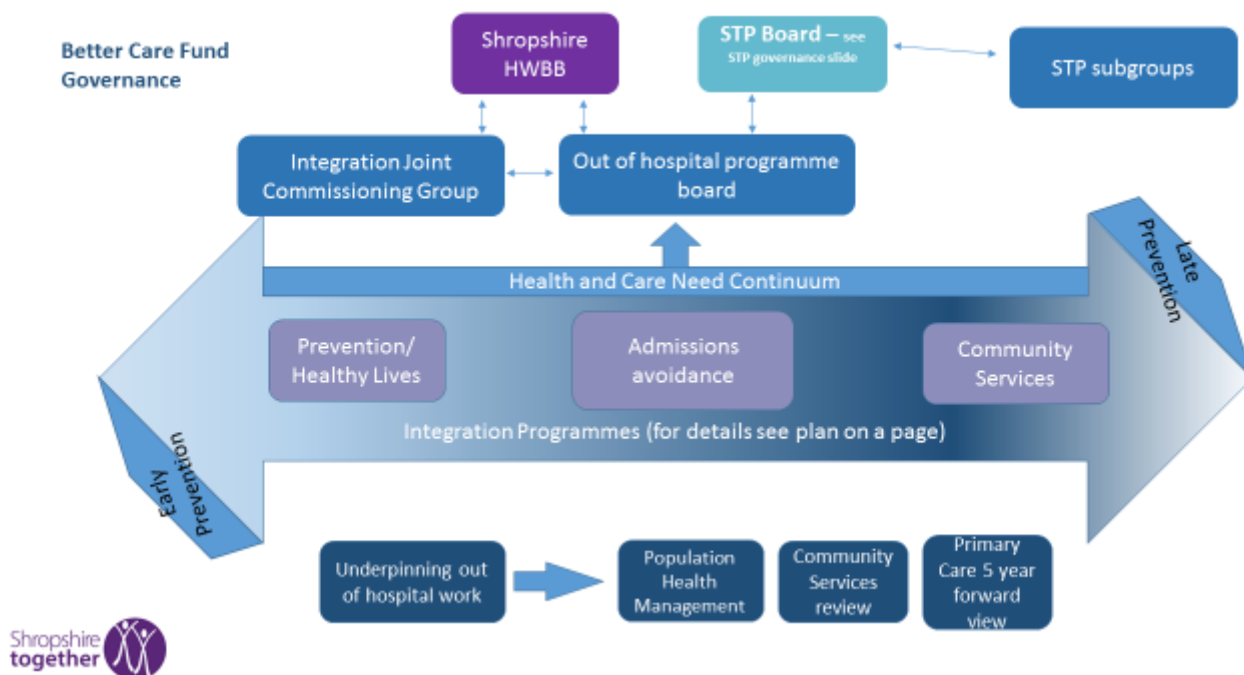 Better Care Fund
Governance
Shropshire
HWBB
STP Board – see
STP governance slide
STP subgroups
Integration Joint
Commissioning Group
Out of hospital programme
board
Late
Prevention
Health and Care Need Continuum
Prevention/
Healthy Lives
Admissions
avoidance
Community
Services
Integration Programmes (for details see plan on a page)
Early
Prevention
Underpinning out
of hospital work
Population
Health
Management
Community
Services
review
Primary
Care 5 year
forward
view
Shropshire
together